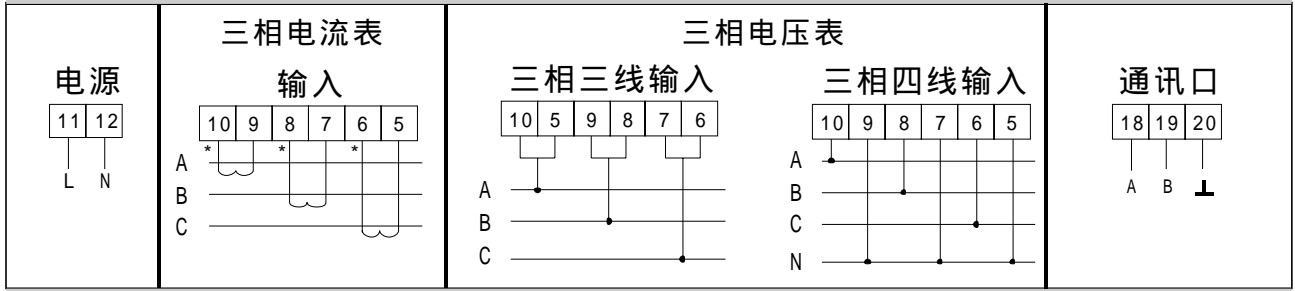 电源
11 12
L N
三相电流表
输入
10 9 8 7 6 5
* * *
A
B
C
三相电压表
三相三线输入
10 5 9 8 7 6
A
B
C
三相四线输入
10 9 8 7 6 5
A
B
C
N
通讯口
18 19 20
A B